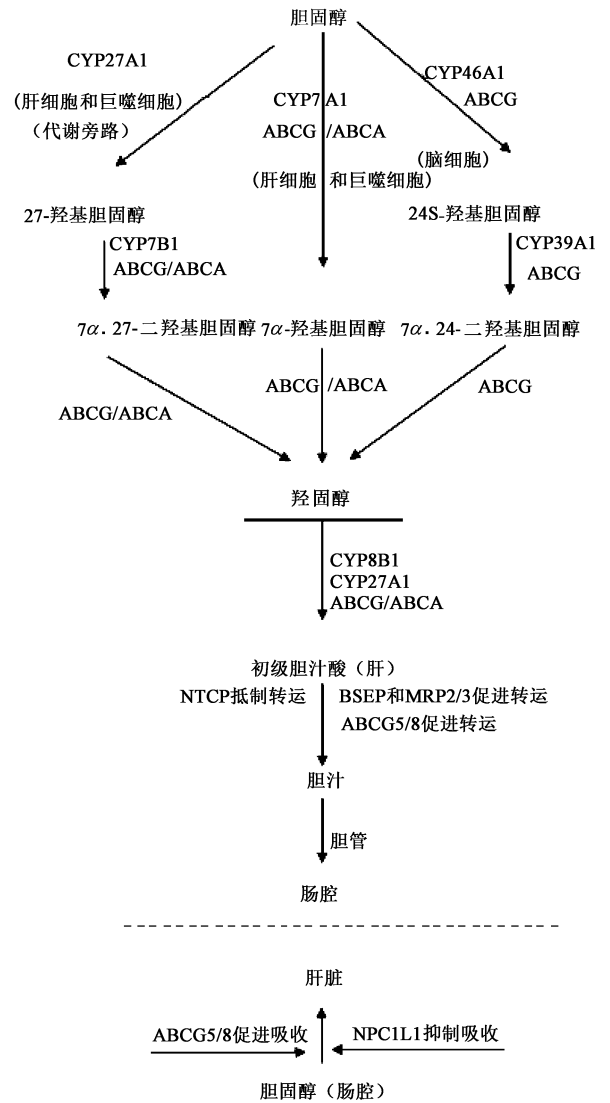 胆固醇
CYP27A1
CYP46A1
(肝细胞和巨噬细胞)
CYP7A1
ABCG
(代谢旁路)
ABCG/ABCA
(脑细胞)
(肝细胞和巨噬细胞)
27-羟基胆固醇
24S-羟基胆固醇
CYP7B1
CYP39A1
ABCG/ABCA
ABCG
7α.27-二羟基胆固醇 7α-羟基胆固醇 7α.24-二羟基胆固醇
ABCG/ABCA
ABCG/ABCA
ABCG
羟固醇
CYP8B1
CYP27A1
ABCG/ABCA
初级胆汁酸（肝）
NTCP抵制转运 BSEP和MRP2/3促进转运
ABCG5/8促进转运
胆汁
胆管
肠腔
肝脏
ABCG5/8促进吸收 NPC1L1抑制吸收
胆固醇（肠腔）